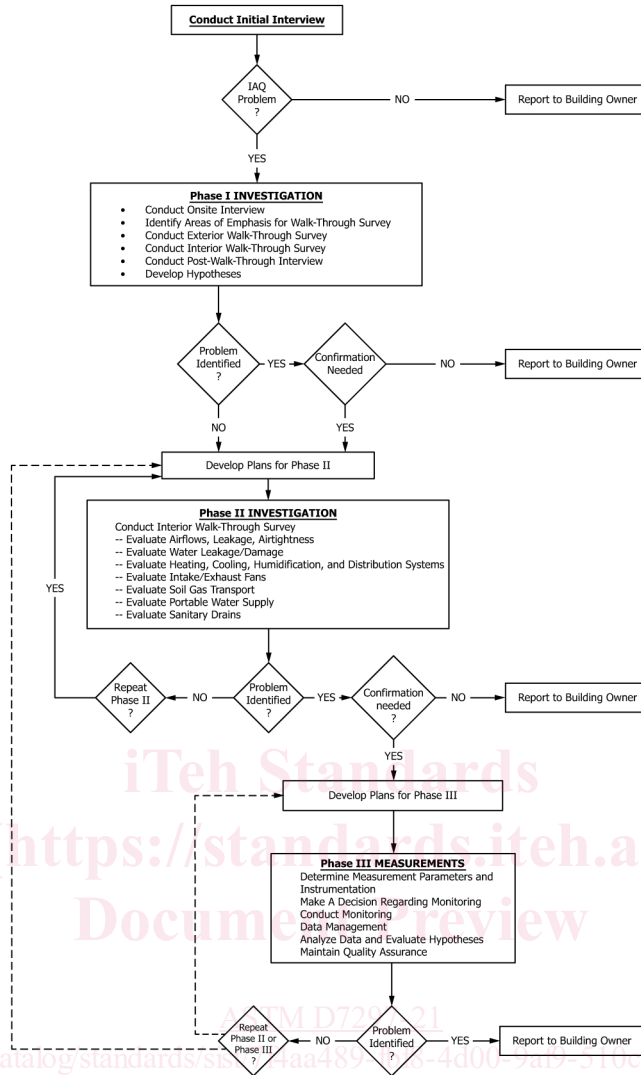 Conduct Initial Interview
IAQ
Problem
?
NO
Report to Building Owner
YES
Phase I INVESTIGATION
• Conduct Onsite Interview
• Identify Areas of Emphasis for Walk-Through Survey
• Conduct Exterior Walk-Through Survey
• Conduct Interior Walk-Through Survey
• Conduct Post-Walk-Through Interview
• Develop Hypotheses
Problem
Identified
?
YES
Confirmation
Needed
NO
Report to Building Owner
NO
YES
Develop Plans for Phase II
Phase II INVESTIGATION
Conduct Interior Walk-Through Survey
-- Evaluate Airflows, Leakage, Airtightness
-- Evaluate Water Leakage/Damage
-- Evaluate Heating, Cooling, Humidification, and Distribution Systems
-- Evaluate Intake/Exhaust Fans
-- Evaluate Soil Gas Transport
-- Evaluate Portable Water Supply
-- Evaluate Sanitary Drains
YES
Repeat
Phase II
?
NO
Problem
Identified
?
YES
Confirmation
needed
?
NO
Report to Building Owner
YES
iTeh Standards
Develop Plans for Phase III
https://standards.iteh.a
Phase III MEASUREMENTS
Determine Measurement Parameters and
Instrumentation
Make A Decision Regarding Monitoring
Conduct Monitoring
Data Management
Analyze Data and Evaluate Hypotheses
Maintain Quality Assurance
Document Preview
ASTM D7297-21
Repeat
Phase II or
Phase III
?
NO
Problem
Identified
?
YES
Report to Building Owner